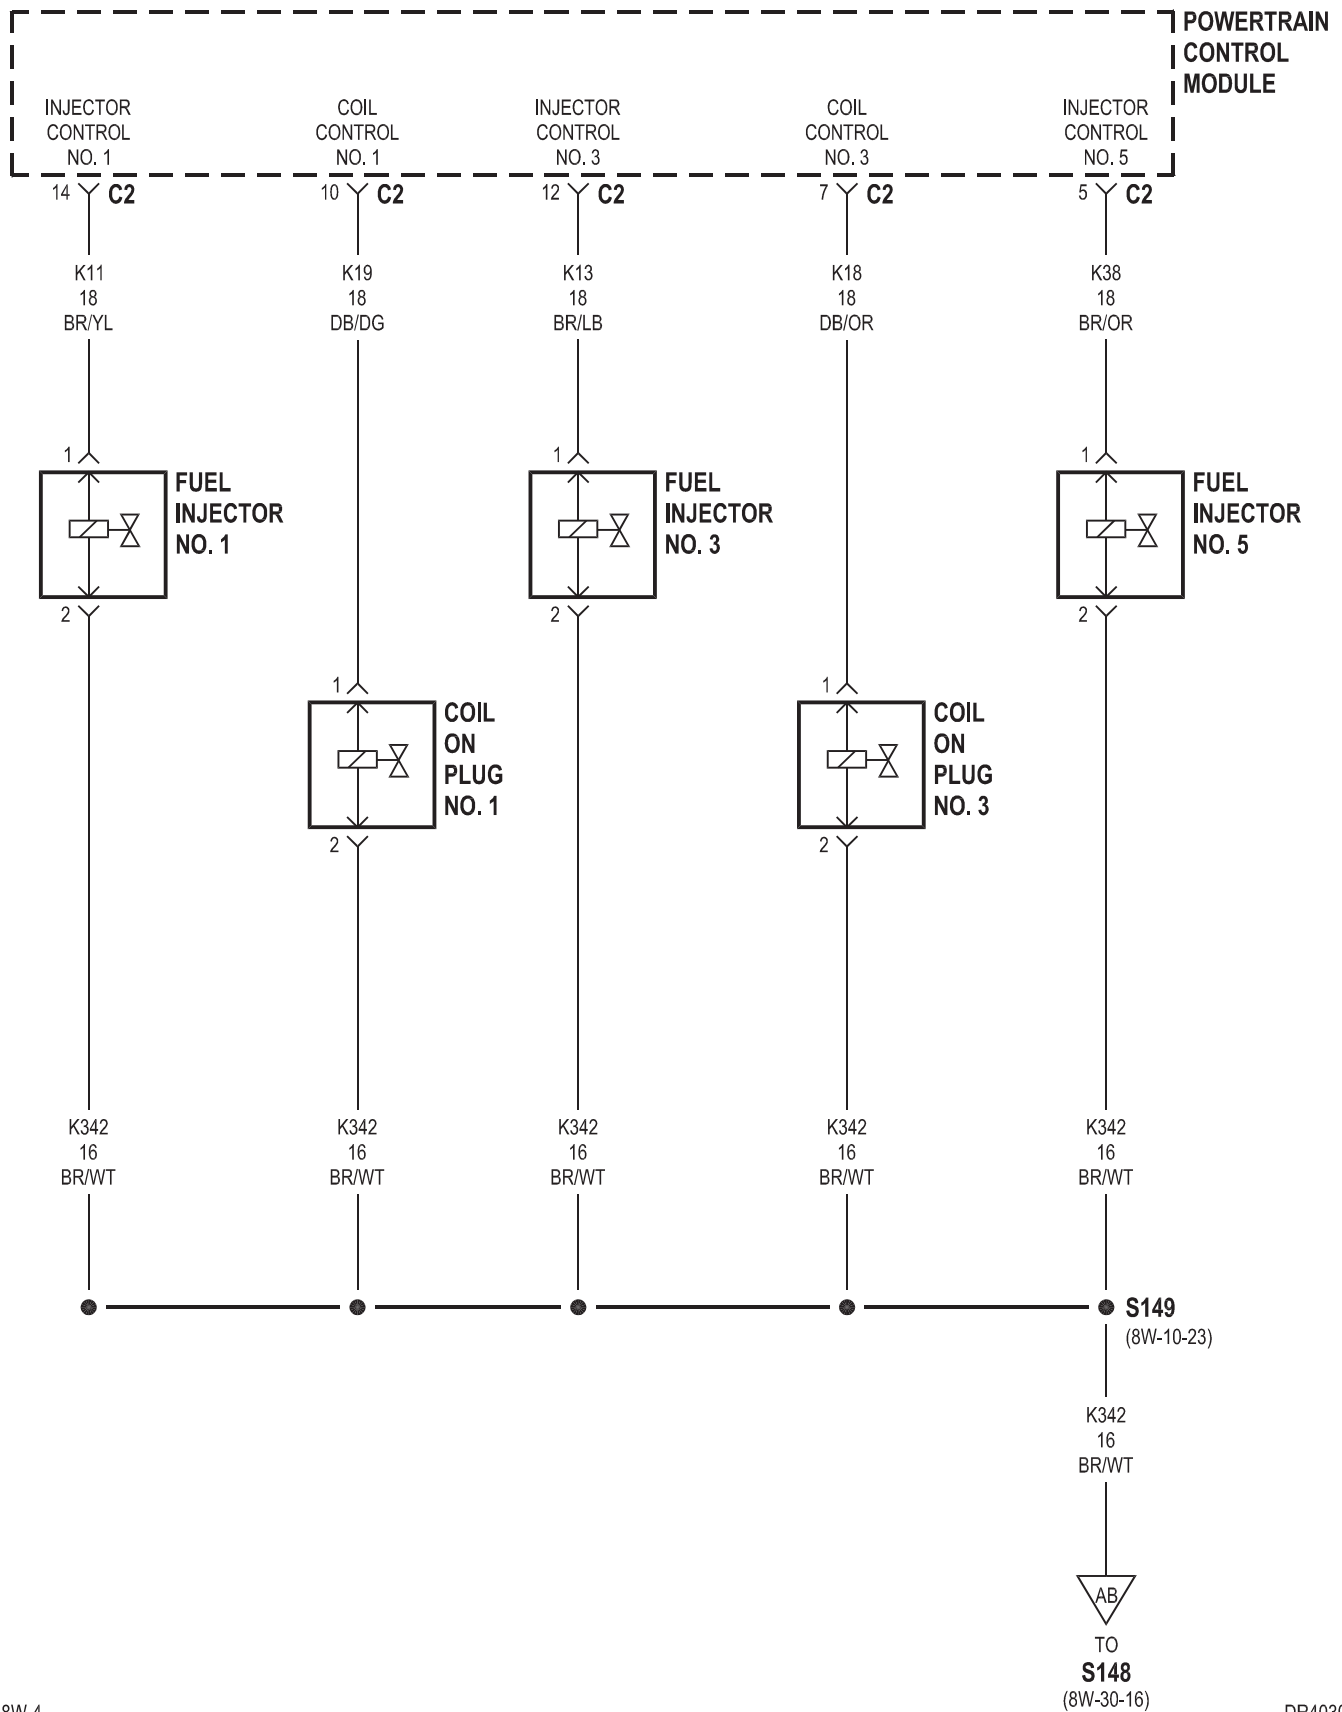 POWERTRAIN
CONTROL
MODULE
INJECTOR
CONTROL
NO. 1
COIL
CONTROL
NO. 1
INJECTOR
CONTROL
NO. 3
COIL
CONTROL
NO. 3
INJECTOR
CONTROL
NO. 5
14 C2
10 C2
12 C2
7 C2
5 C2
K11
18
BR/YL
K19
18
DB/DG
K13
18
BR/LB
K18
18
DB/OR
K38
18
BR/OR
1
FUEL
INJECTOR
NO. 1
2
1
FUEL
INJECTOR
NO. 3
2
1
FUEL
INJECTOR
NO. 5
2
1
COIL
ON
PLUG
NO. 1
2
1
COIL
ON
PLUG
NO. 3
2
K342
16
BR/WT
K342
16
BR/WT
K342
16
BR/WT
K342
16
BR/WT
K342
16
BR/WT
S149
(8W-10-23)
K342
16
BR/WT
AB
TO
S148
(8W-30-16)